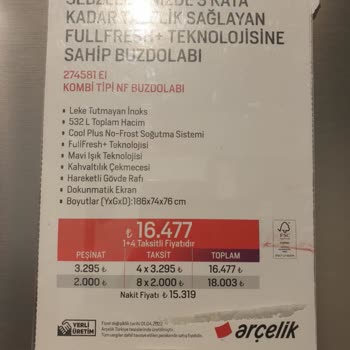 KADAR TAZELİK SAĞLAYAN
FULLFRESH+ TEKNOLOJİSİNE
SAHİP BUZDOLABI
274581 EI
KOMBİ TİPİ NF BUZDOLABI
• Leke Tutmayan İnoks
• 532 L Toplam Hacim
• Cool Plus No-Frost Soğutma Sistemi
• FullFresh+ Teknolojisi
• Mavi Işık Teknolojisi
• Kahvaltılık Çekmecesi
• Hareketli Gövde Rafı
• Dokunmatik Ekran
• Boyutlar (YxGxD):186x74x76 cm
₺ 16.477
1+4 Taksitli Fiyatıdır
PEŞİNAT TAKSİT TOPLAM
3.295 ₺ 4 x 3.295 ₺ 16.477 ₺
2.000 ₺ 8 x 2.000 ₺ 18.003 ₺
Nakit Fiyatı ₺ 15.319
FSC
YERLİ
ÜRETİM
arçelik